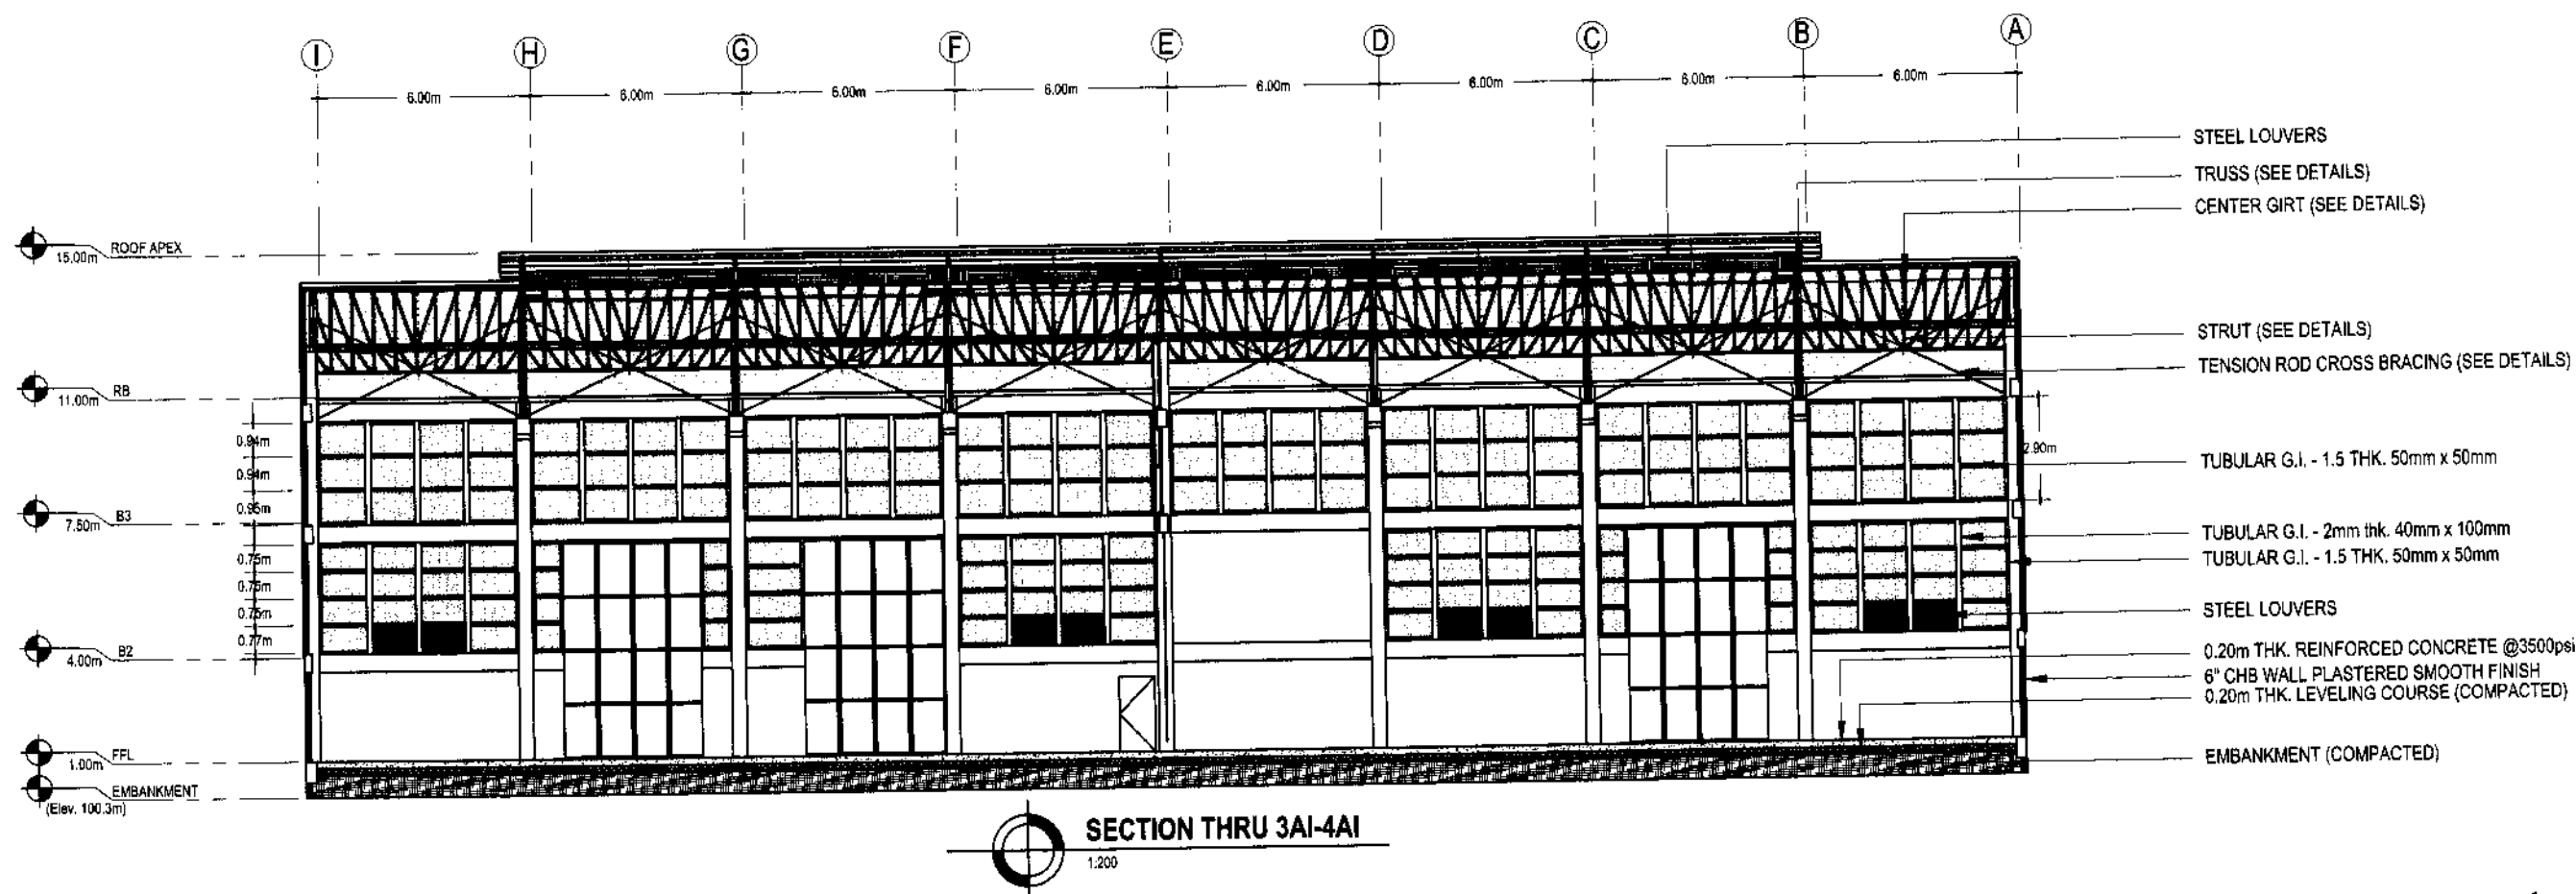 I H G F E D C B A
6.00m 6.00m 6.00m 6.00m 6.00m 6.00m 6.00m 6.00m
STEEL LOUVERS
TRUSS (SEE DETAILS)
CENTER GIRT (SEE DETAILS)
ROOF APEX
15.00m
STRUT (SEE DETAILS)
TENSION ROD CROSS BRACING (SEE DETAILS)
RB
11.00m
0.94m
0.94m
0.95m
2.90m
TUBULAR G.I. - 1.5 THK. 50mm x 50mm
B3
7.50m
TUBULAR G.I. - 2mm thk. 40mm x 100mm
TUBULAR G.I. - 1.5 THK. 50mm x 50mm
0.75m
0.75m
0.75m
0.77m
STEEL LOUVERS
B2
4.00m
0.20m THK. REINFORCED CONCRETE @3500psi
6" CHB WALL PLASTERED SMOOTH FINISH
0.20m THK. LEVELING COURSE (COMPACTED)
FFL
1.00m
EMBANKMENT (COMPACTED)
EMBANKMENT
(Elev. 100.3m)
SECTION THRU 3AI-4AI
1:200